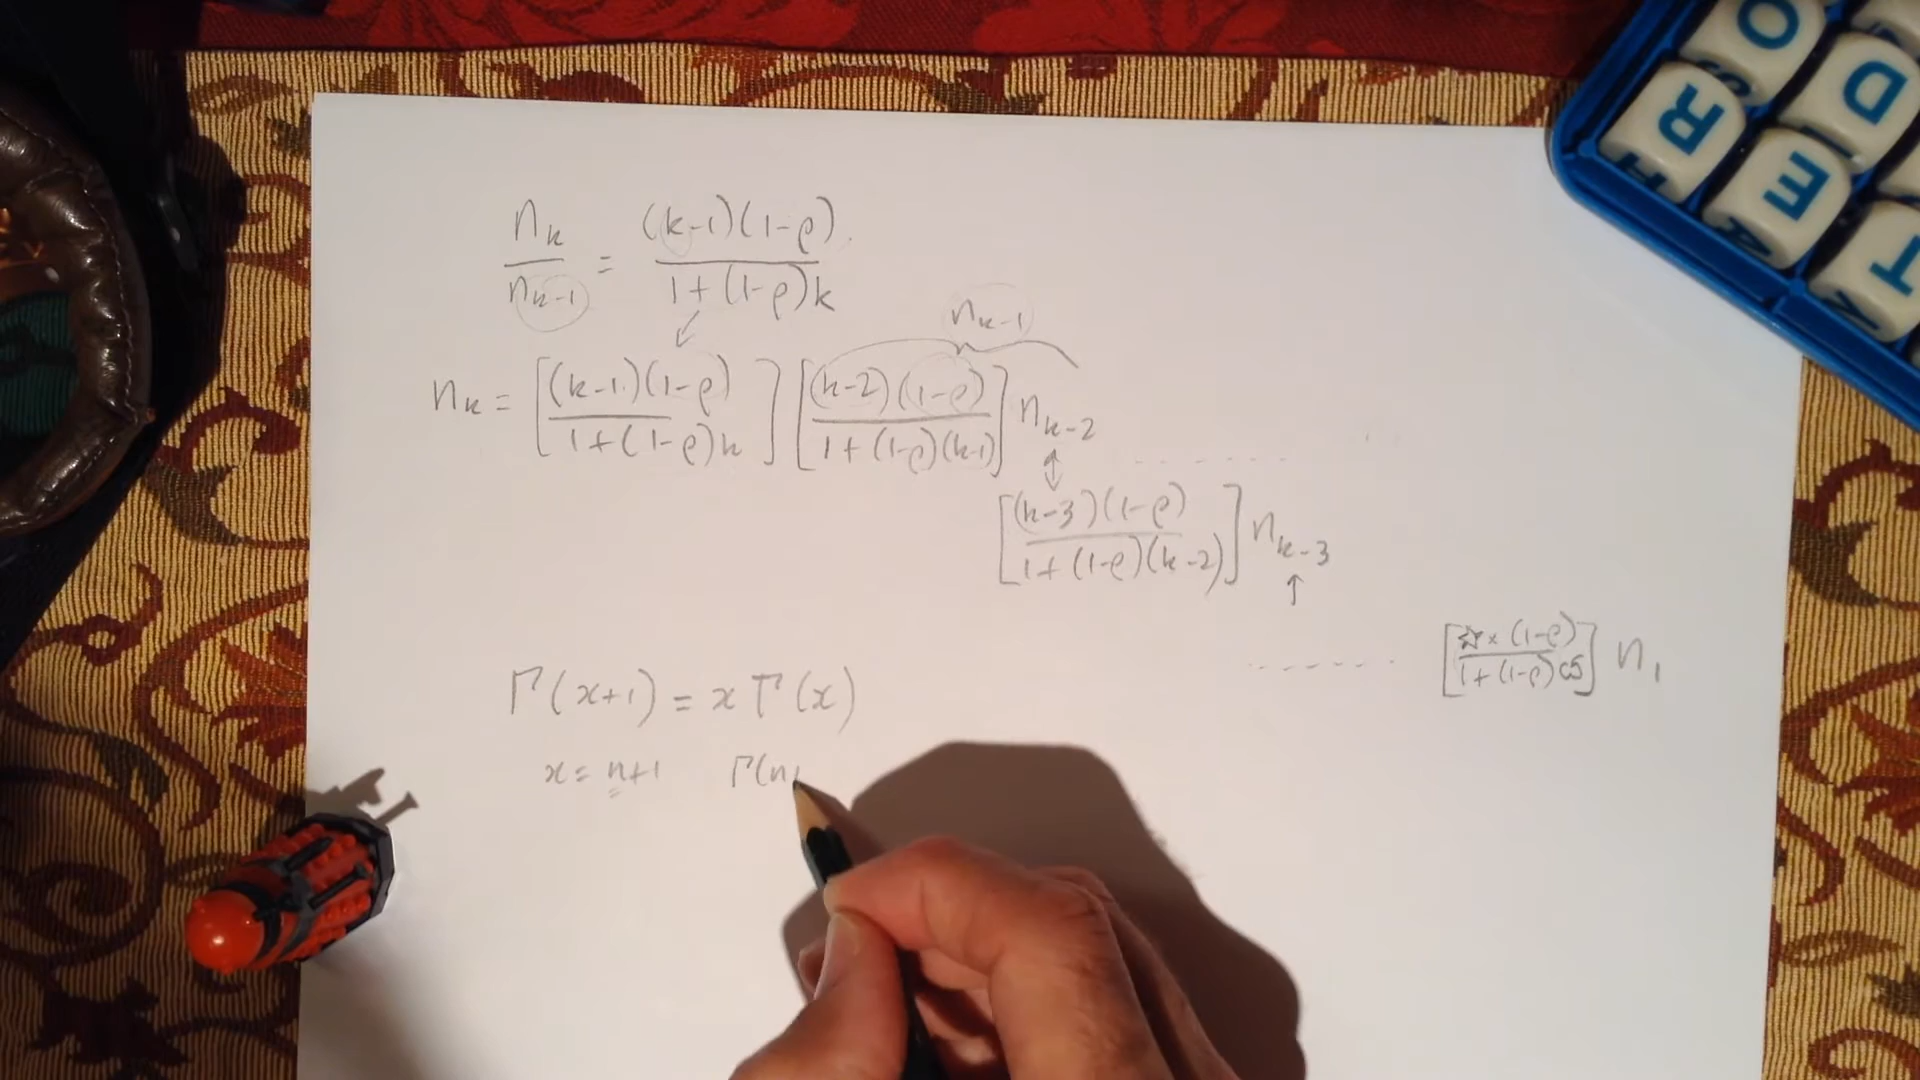 n_k / n_{k-1} = (k-1)(1-ρ) / 1+(1-ρ)k
n_{k-1}
n_k = [(k-1)(1-ρ) / 1+(1-ρ)k] [(k-2)(1-ρ) / 1+(1-ρ)(k-1)] n_{k-2}
↕ - - - - - -
[(k-3)(1-ρ) / 1+(1-ρ)(k-2)] n_{k-3}
↑
- - - - - - [☆×(1-ρ) / 1+(1-ρ)] n_1
Γ(x+1) = xΓ(x)
x = n+1 Γ(n
O
R D
E
T